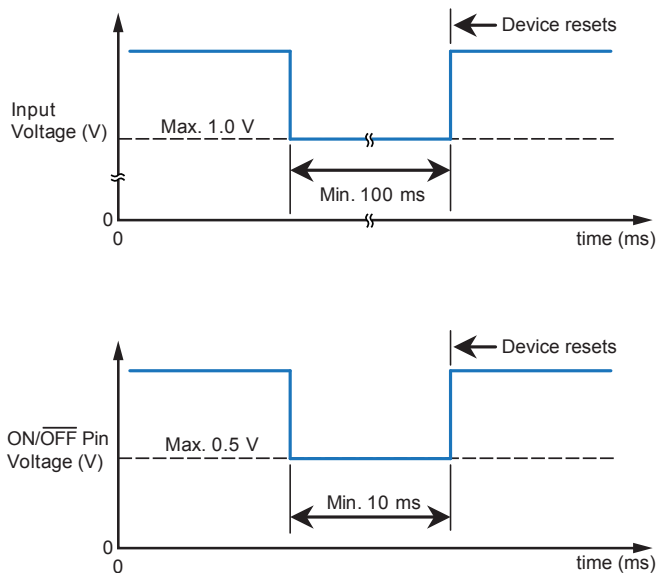 Device resets
Input
Voltage (V)
Max. 1.0 V
Min. 100 ms
0
0
time (ms)
Device resets
ON/O̅F̅F̅ Pin
Voltage (V)
Max. 0.5 V
Min. 10 ms
0
0
time (ms)